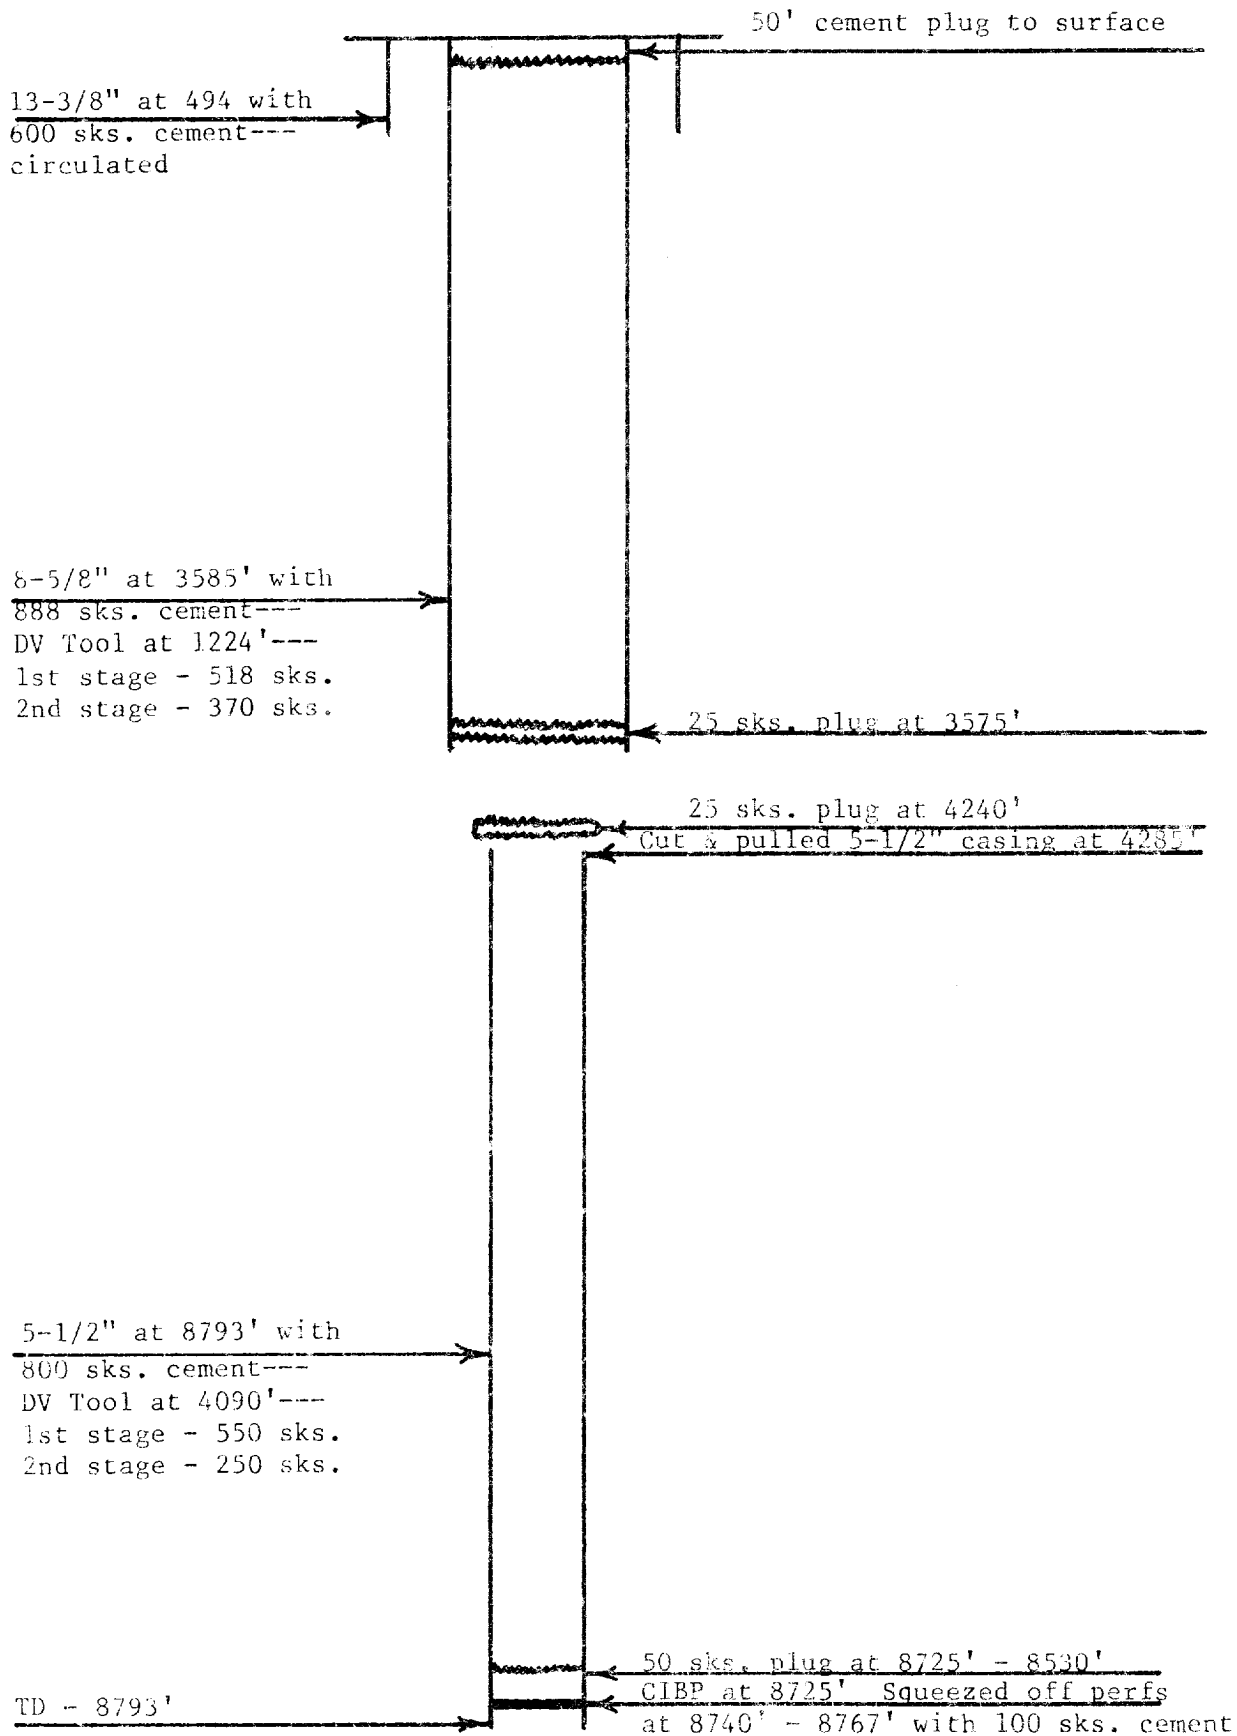 50' cement plug to surface
13-3/8" at 494 with
600 sks. cement---
circulated
8-5/8" at 3585' with
888 sks. cement---
DV Tool at 1224'---
1st stage - 518 sks.
2nd stage - 370 sks.
25 sks. plug at 3575'
25 sks. plug at 4240'
Cut & pulled 5-1/2" casing at 4285'
5-1/2" at 8793' with
800 sks. cement---
DV Tool at 4090'---
1st stage - 550 sks.
2nd stage - 250 sks.
50 sks. plug at 8725' - 8530'
CIBP at 8725' Squeezed off perfs
at 8740' - 8767' with 100 sks. cement
TD - 8793'